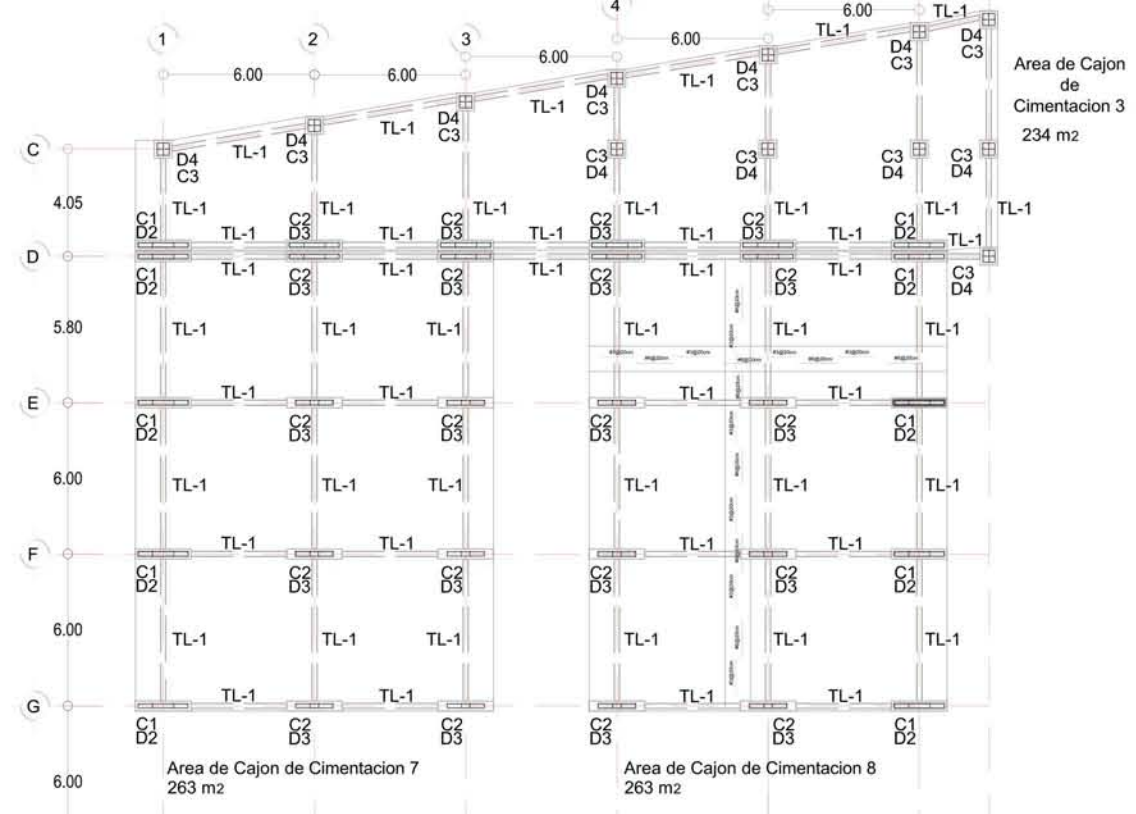 4
6.00
TL-1
1
2
3
6.00
TL-1
6.00
6.00
6.00
D4
C3
D4
C3
D4
C3
TL-1
D4
C3
TL-1
D4
C3
TL-1
D4
C3
TL-1
D4
C3
Area de Cajon
de
Cimentacion 3
234 m2
C
C3
D4
C3
D4
C3
D4
C3
D4
4.05
TL-1
TL-1
TL-1
TL-1
TL-1
TL-1
TL-1
C1
D2
C2
D3
C2
D3
C2
D3
C2
D3
C1
D2
TL-1
TL-1
TL-1
TL-1
TL-1
TL-1
D
TL-1
TL-1
TL-1
TL-1
TL-1
C1
D2
C2
D3
C2
D3
C2
D3
C2
D3
C1
D2
C3
D4
5.80
TL-1
TL-1
TL-1
TL-1
TL-1
TL-1
TL-1
TL-1
TL-1
TL-1
E
C1
D2
C2
D3
C2
D3
C2
D3
C2
D3
C1
D2
6.00
TL-1
TL-1
TL-1
TL-1
TL-1
TL-1
TL-1
TL-1
TL-1
TL-1
F
C1
D2
C2
D3
C2
D3
C2
D3
C2
D3
C1
D2
6.00
TL-1
TL-1
TL-1
TL-1
TL-1
TL-1
TL-1
TL-1
TL-1
TL-1
G
C1
D2
C2
D3
C2
D3
C2
D3
C2
D3
C1
D2
6.00
Area de Cajon de Cimentacion 7
263 m2
Area de Cajon de Cimentacion 8
263 m2